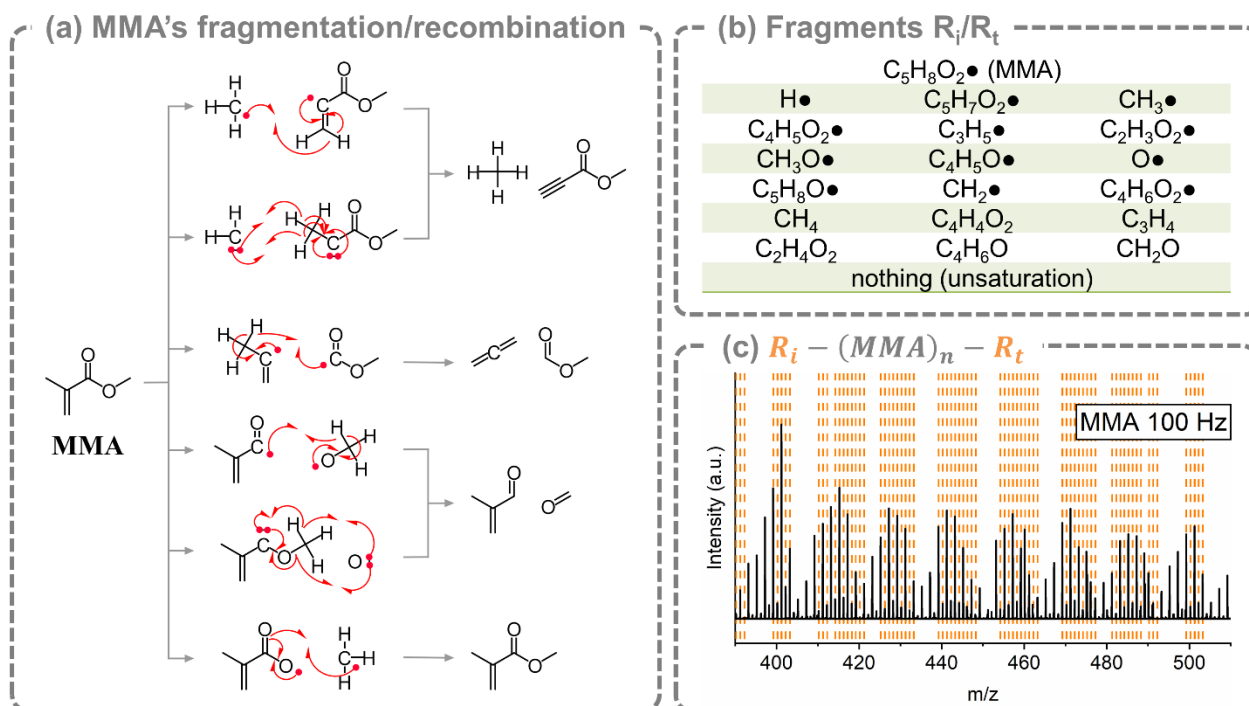 (a) MMA's fragmentation/recombination
H
H C
H
O
C O
C
H H
H
H H
H
O
H C
H
H
H C C O
O
H
H
H C
C
O
C O
O
O
O
MMA
O
C
O
H
H
H
O
O
H
C O
H
H
O
O
O
O
H
C H
H
O
O
(b) Fragments Ri/Rt
C5H8O2● (MMA)
H● C5H7O2● CH3●
C4H5O2● C3H5● C2H3O2●
CH3O● C4H5O● O●
C5H8O● CH2● C4H6O2●
CH4 C4H4O2 C3H4
C2H4O2 C4H6O CH2O
nothing (unsaturation)
(c) Ri − (MMA)n − Rt
MMA 100 Hz
Intensity (a.u.)
400 420 440 460 480 500
m/z